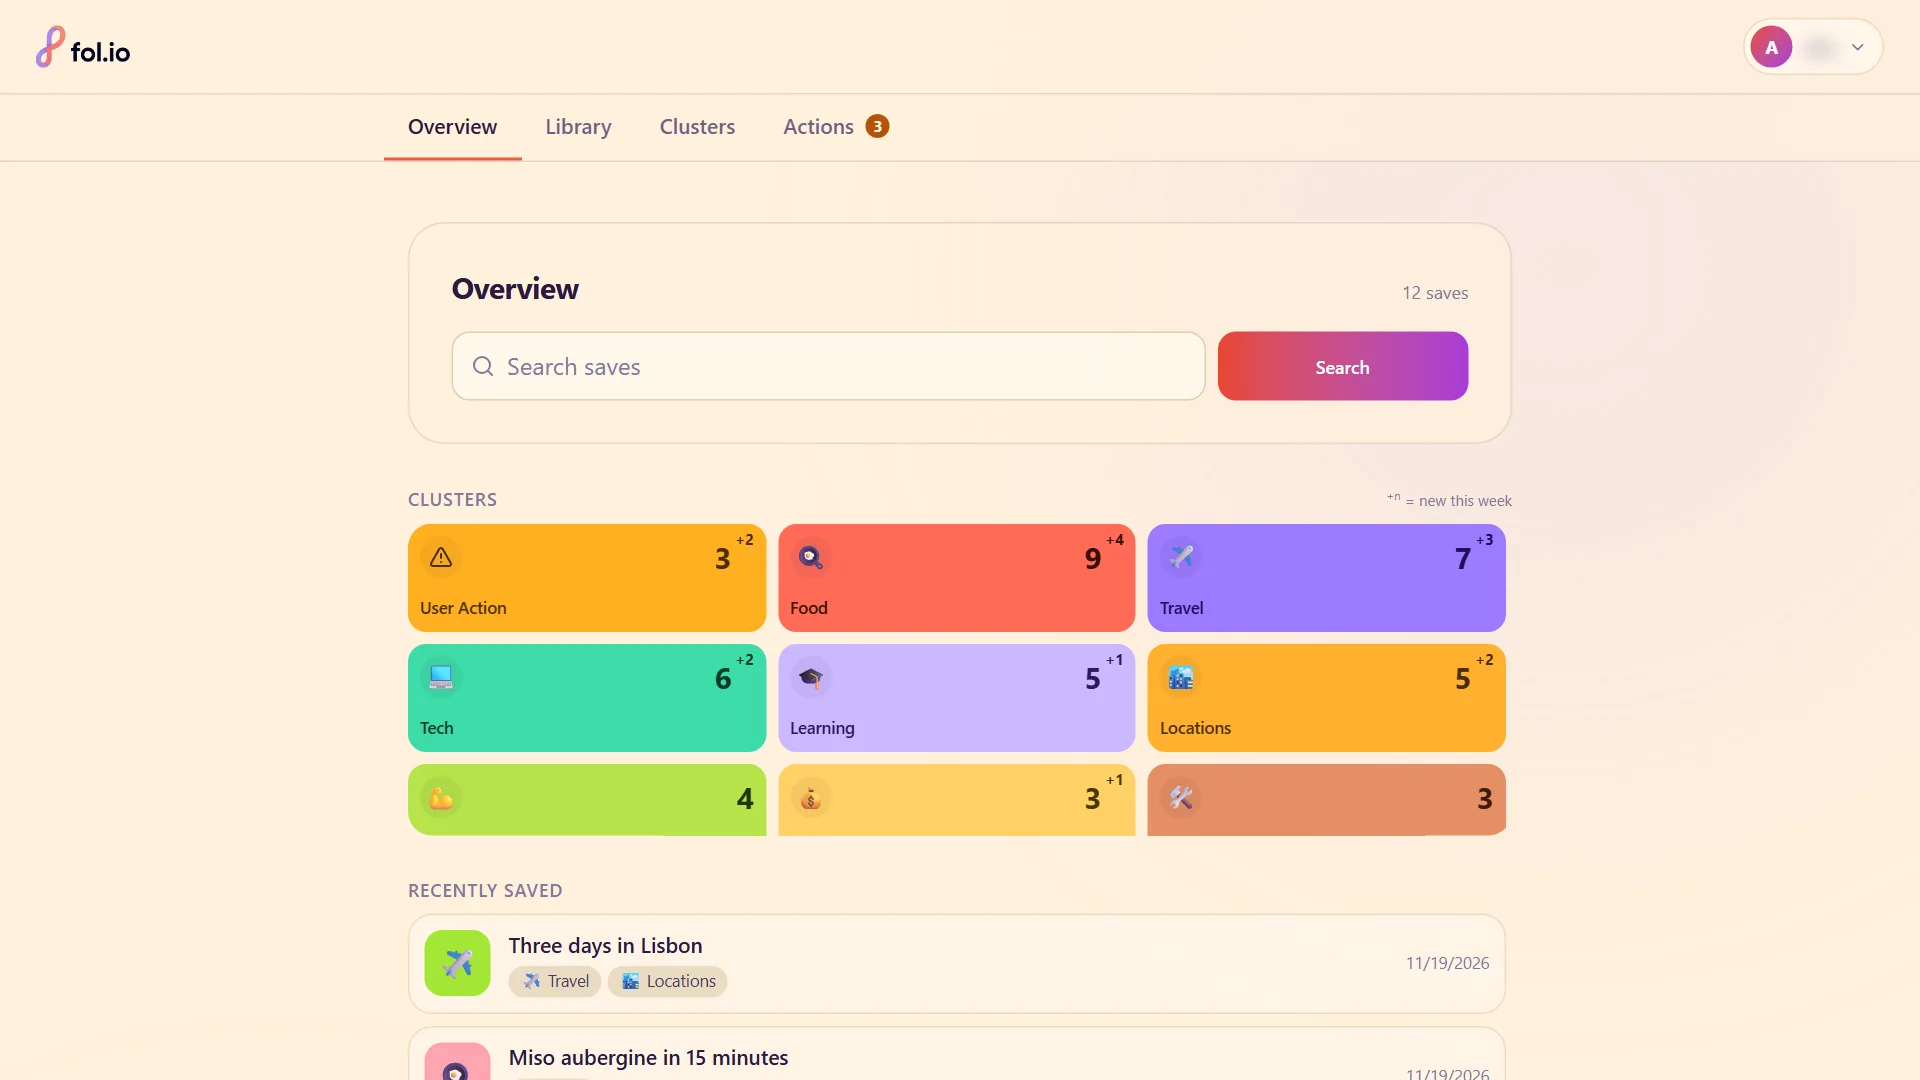 fol.io
A
Overview
Library
Clusters
Actions 3
Overview
12 saves
Search saves
Search
CLUSTERS
+n = new this week
3 +2
User Action
9 +4
Food
7 +3
Travel
6 +2
Tech
5 +1
Learning
5 +2
Locations
4
3 +1
3
RECENTLY SAVED
Three days in Lisbon
Travel
Locations
11/19/2026
Miso aubergine in 15 minutes
11/19/2026